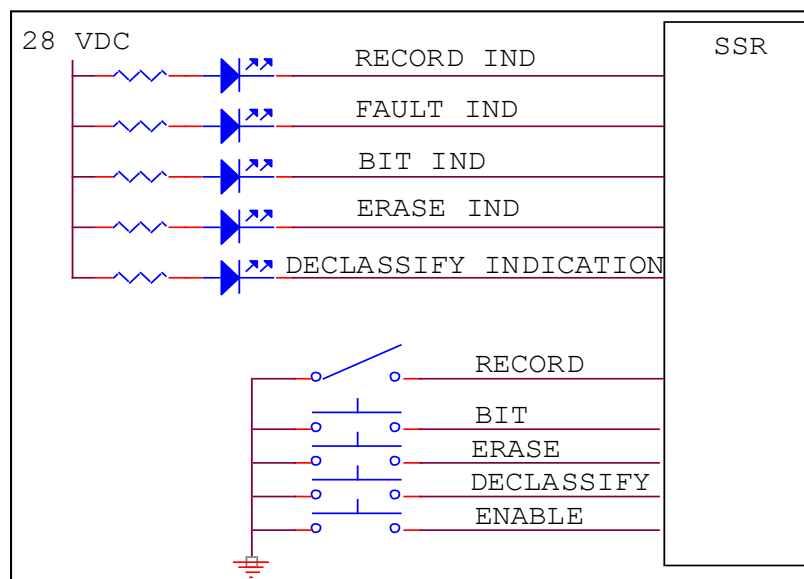 28 VDC
SSR
RECORD IND
FAULT IND
BIT IND
ERASE IND
DECLASSIFY INDICATION
RECORD
BIT
ERASE
DECLASSIFY
ENABLE